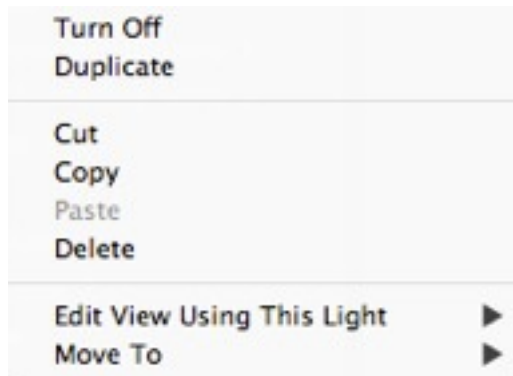 Turn Off
Duplicate
Cut
Copy
Paste
Delete
Edit View Using This Light
Move To